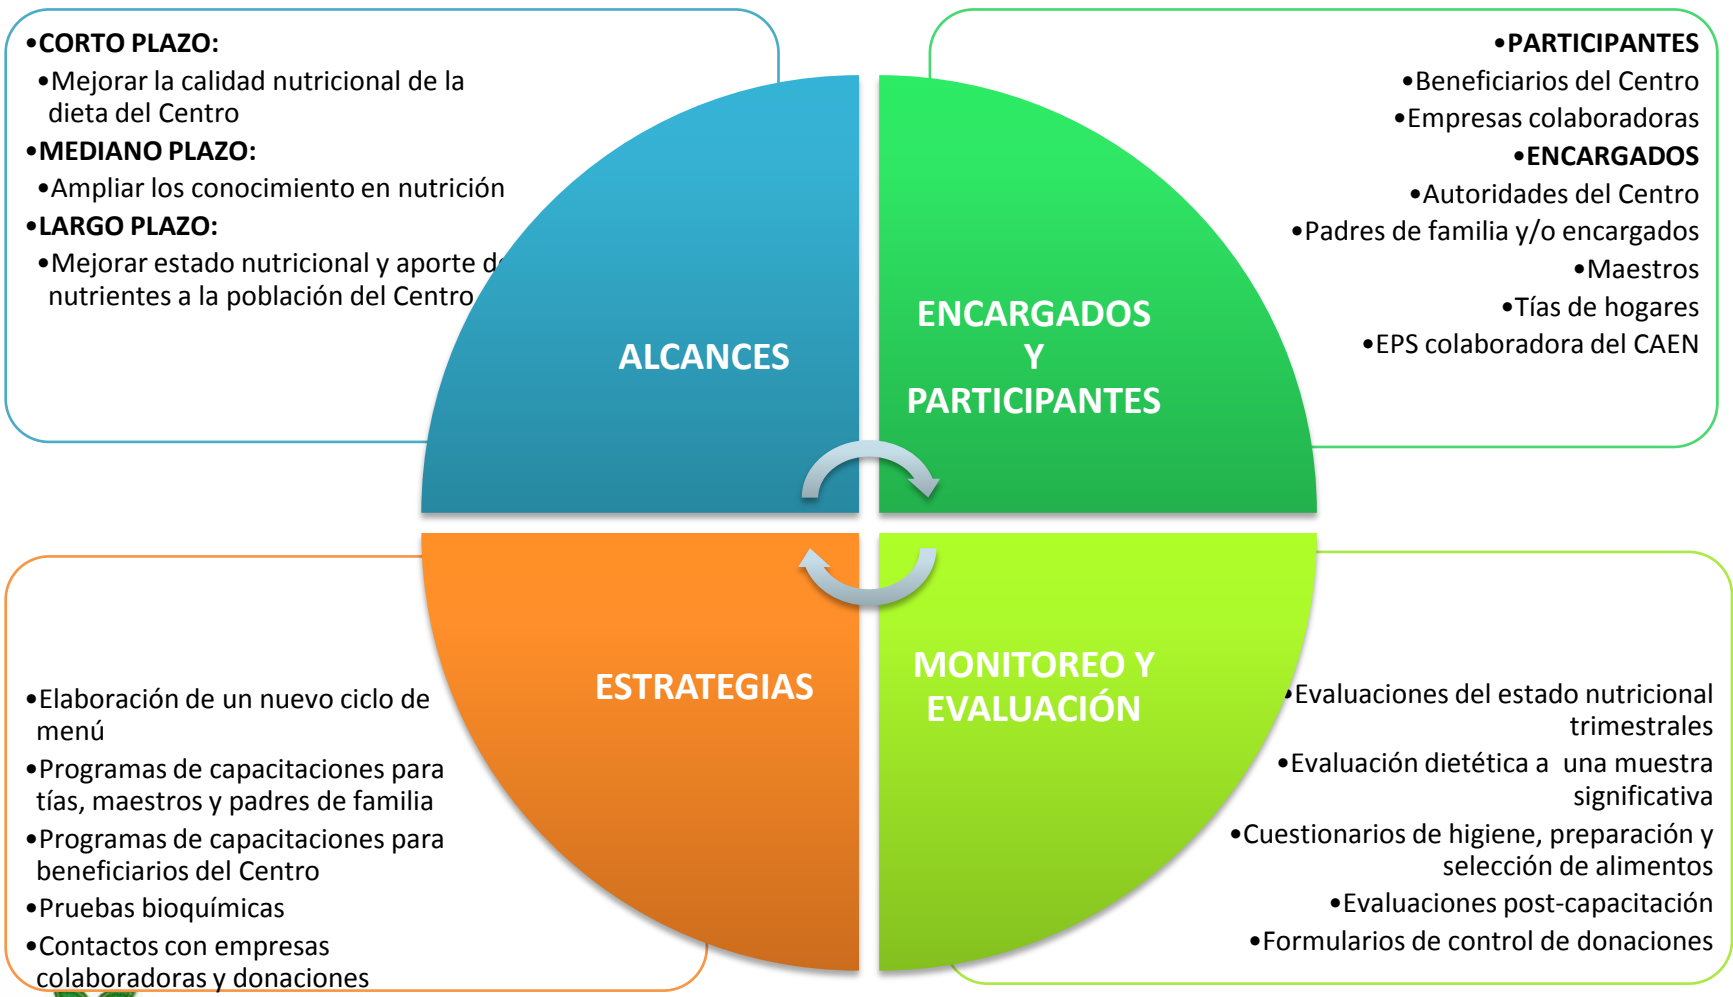 •CORTO PLAZO:
•Mejorar la calidad nutricional de la
dieta del Centro
•MEDIANO PLAZO:
•Ampliar los conocimiento en nutrición
•LARGO PLAZO:
•Mejorar estado nutricional y aporte de
nutrientes a la población del Centro
ALCANCES
•PARTICIPANTES
•Beneficiarios del Centro
•Empresas colaboradoras
•ENCARGADOS
•Autoridades del Centro
•Padres de familia y/o encargados
•Maestros
•Tías de hogares
•EPS colaboradora del CAEN
ENCARGADOS
Y
PARTICIPANTES
ESTRATEGIAS
•Elaboración de un nuevo ciclo de
menú
•Programas de capacitaciones para
tías, maestros y padres de familia
•Programas de capacitaciones para
beneficiarios del Centro
•Pruebas bioquímicas
•Contactos con empresas
colaboradoras y donaciones
MONITOREO Y
EVALUACIÓN
•Evaluaciones del estado nutricional
trimestrales
•Evaluación dietética a una muestra
significativa
•Cuestionarios de higiene, preparación y
selección de alimentos
•Evaluaciones post-capacitación
•Formularios de control de donaciones